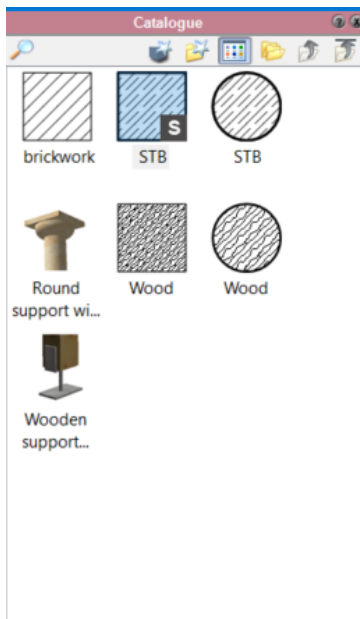 Catalogue
brickwork
STB
S
STB
Round
support wi...
Wood
Wood
Wooden
support...